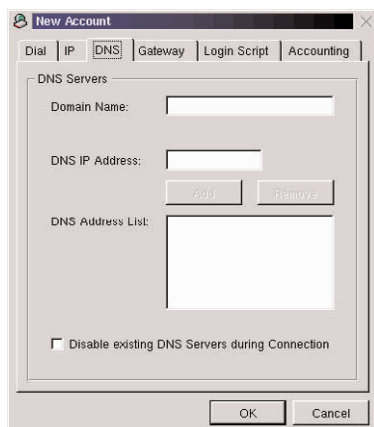 New Account
Dial IP DNS Gateway Login Script Accounting
DNS Servers
Domain Name:
DNS IP Address:
Add Remove
DNS Address List:
Disable existing DNS Servers during Connection
OK Cancel